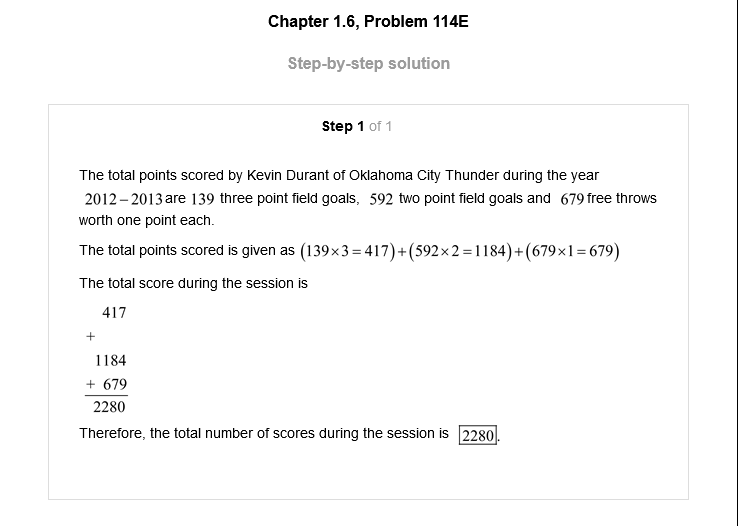 Chapter 1.6, Problem 114E
Step-by-step solution
Step 1 of 1
The total points scored by Kevin Durant of Oklahoma City Thunder during the year
2012 – 2013 are 139 three point field goals, 592 two point field goals and 679 free throws
worth one point each.
The total points scored is given as (139×3=417)+(592×2=1184)+(679×1=679)
The total score during the session is
417
+
1184
+ 679
2280
Therefore, the total number of scores during the session is 2280.